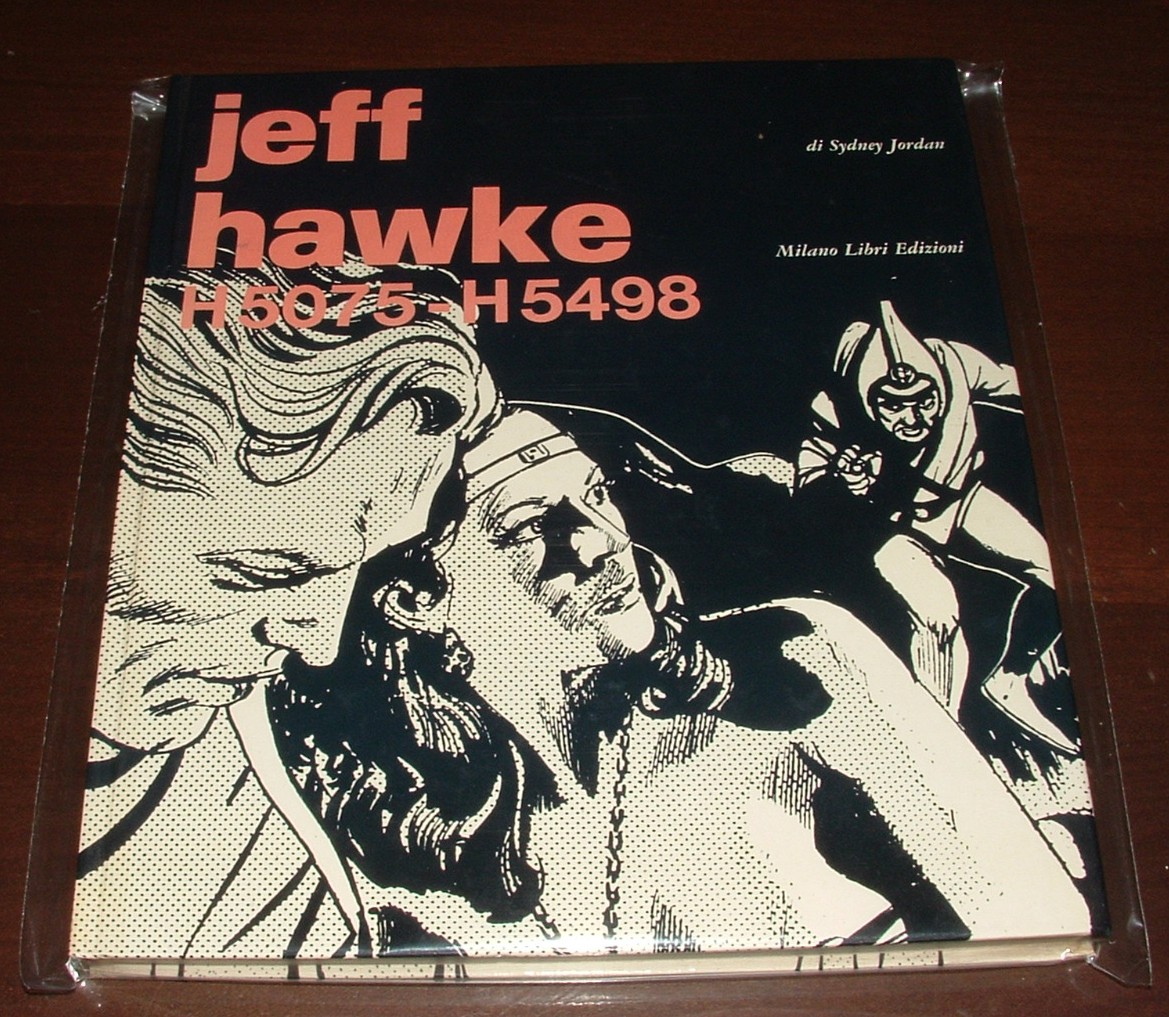 jeff
hawke
H5075-H5498
di Sydney Jordan
Milano Libri Edizioni